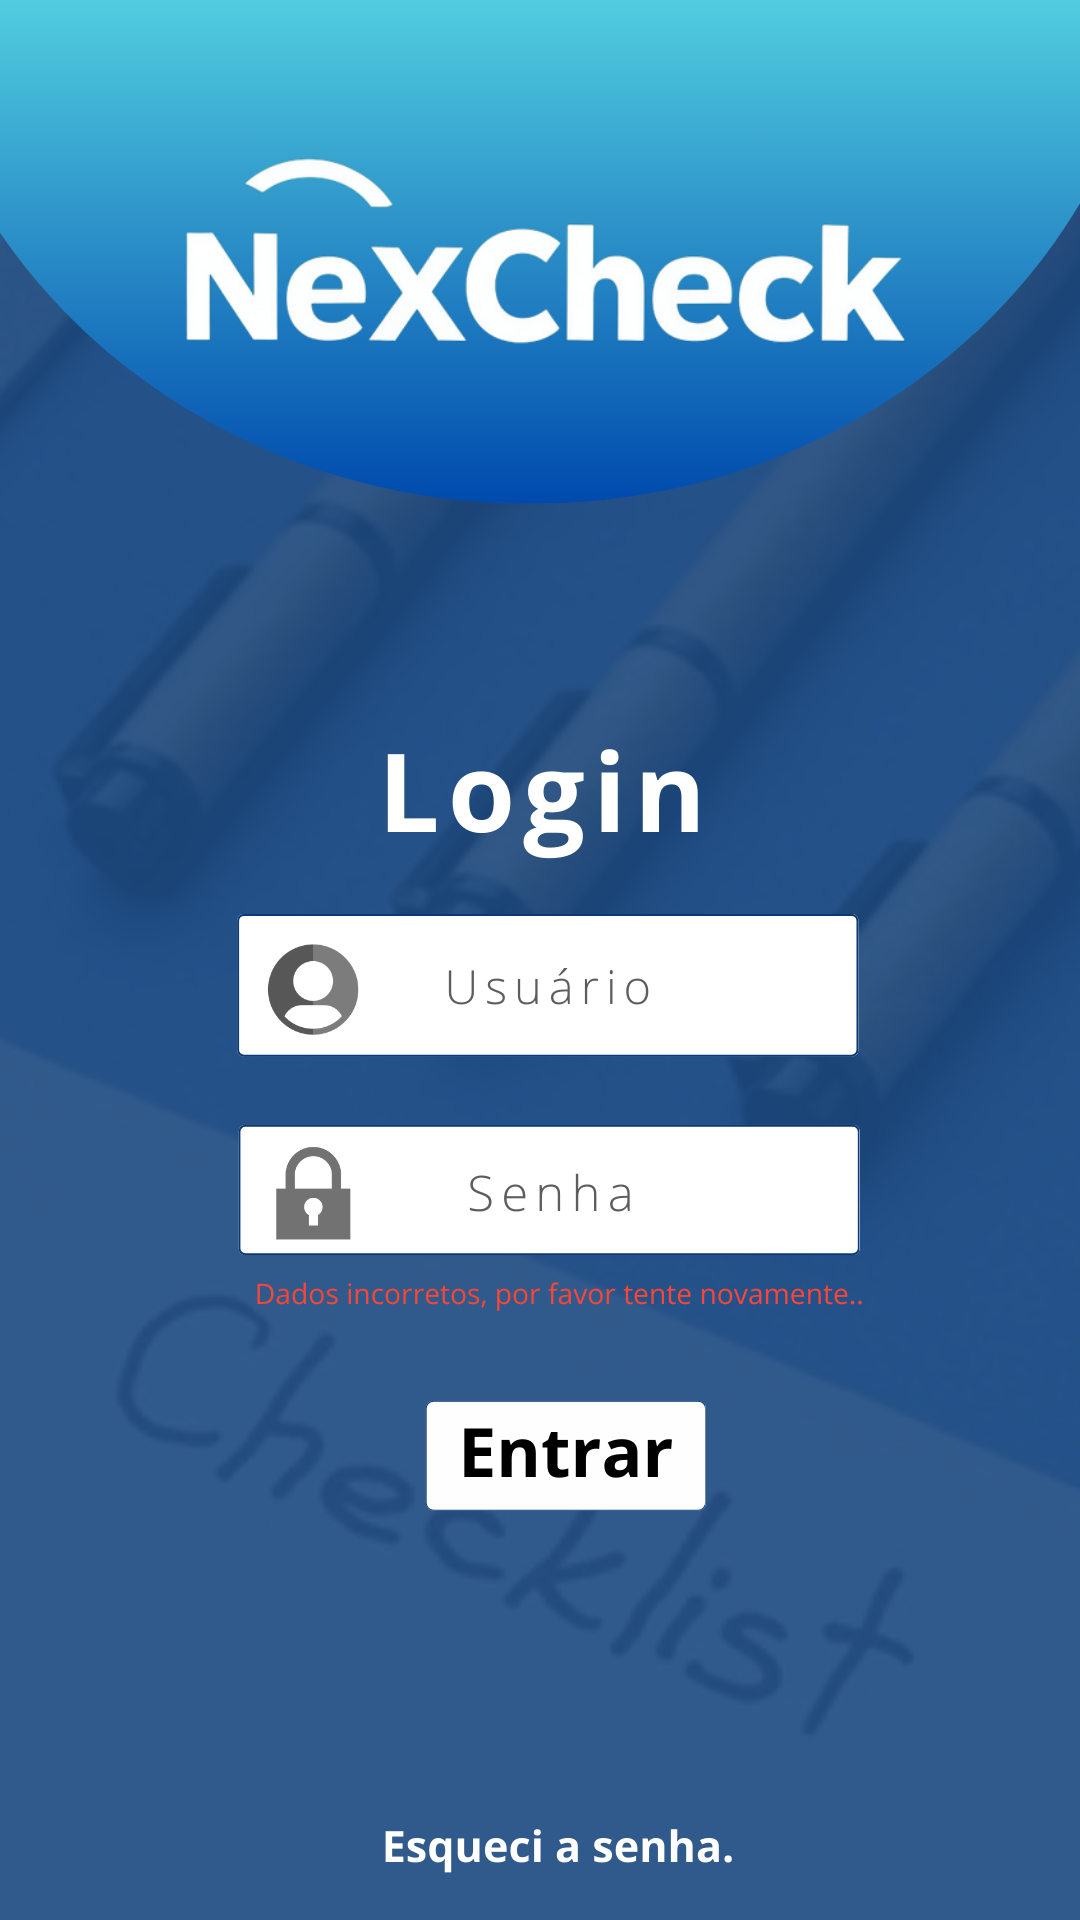 NexCheck
Login
Usuário
Senha
Dados incorretos, por favor tente novamente..
Entrar
Checklist
Esqueci a senha.